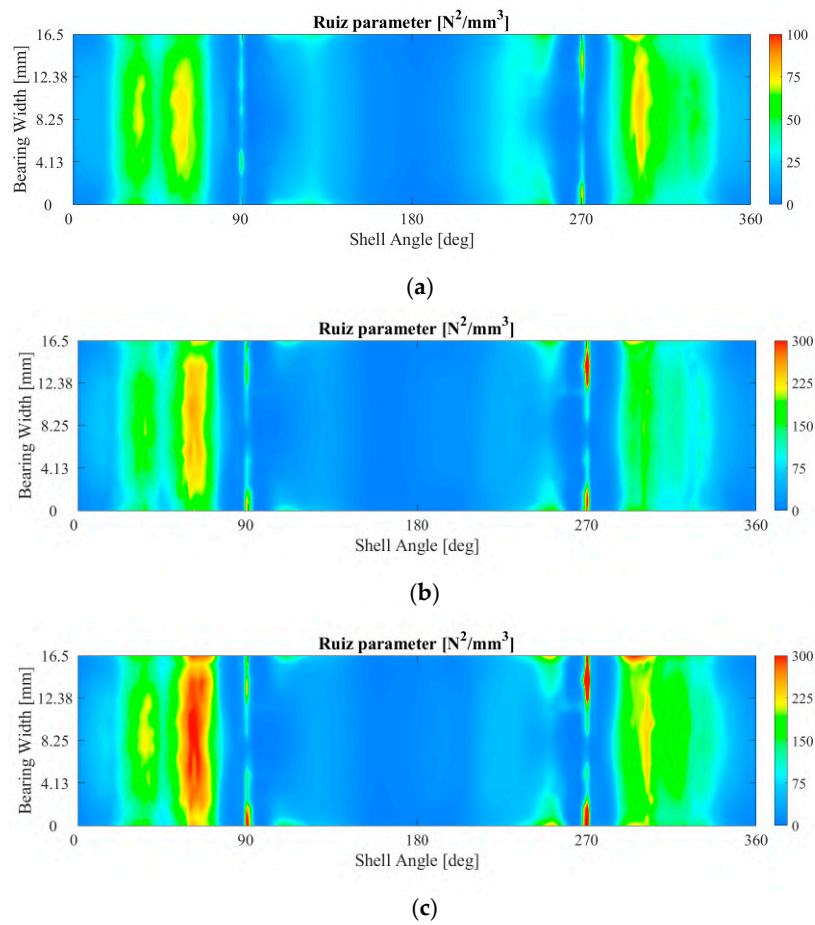 Ruiz parameter [N²/mm³]
Bearing Width [mm]
16.5
12.38
8.25
4.13
0
0 90 180 270 360
Shell Angle [deg]
100
75
50
25
0
(a)
Ruiz parameter [N²/mm³]
Bearing Width [mm]
16.5
12.38
8.25
4.13
0
0 90 180 270 360
Shell Angle [deg]
300
225
150
75
0
(b)
Ruiz parameter [N²/mm³]
Bearing Width [mm]
16.5
12.38
8.25
4.13
0
0 90 180 270 360
Shell Angle [deg]
300
225
150
75
0
(c)